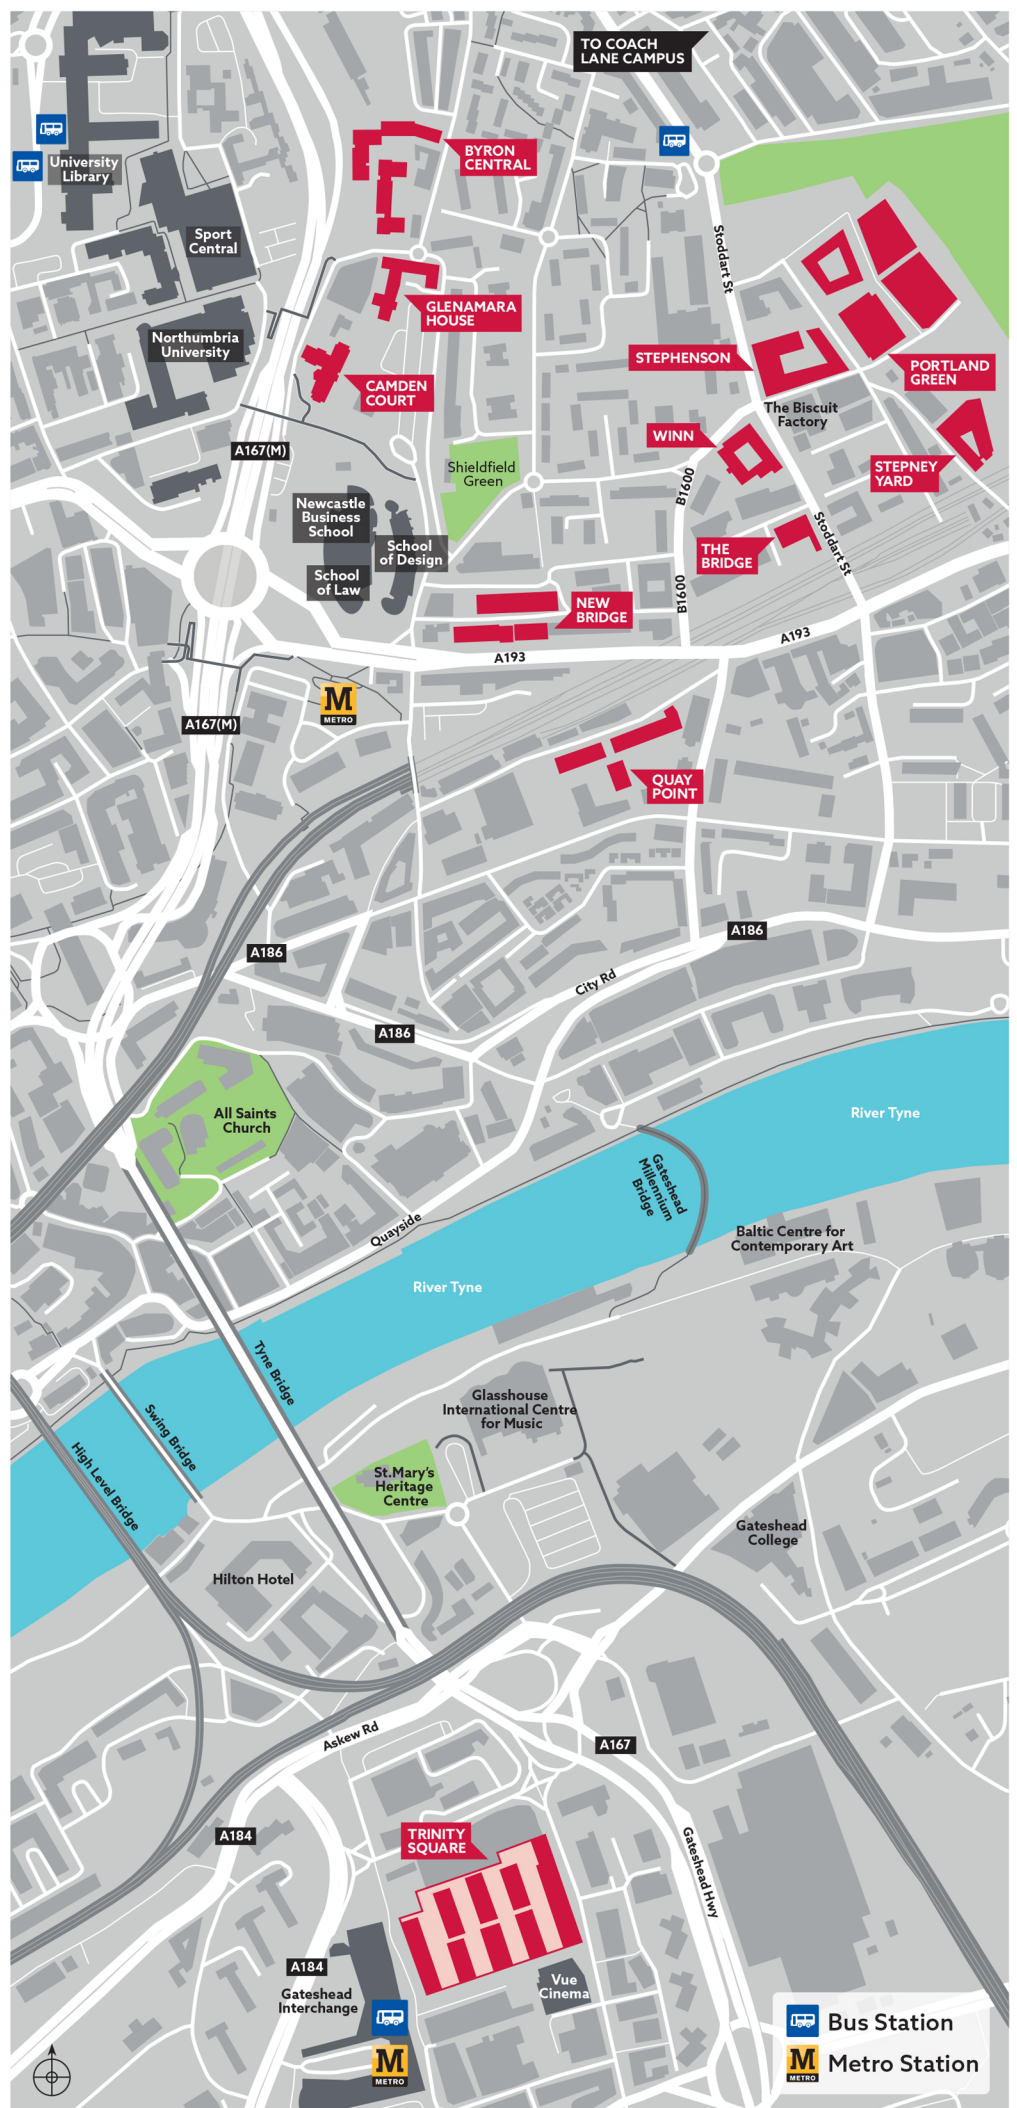 TO COACH
LANE CAMPUS
BYRON
CENTRAL
University
Library
Sport
Central
Stoddart St
GLENAMARA
HOUSE
Northumbria
University
STEPHENSON
PORTLAND
GREEN
CAMDEN
COURT
The Biscuit
Factory
WINN
A167(M)
Shieldfield
Green
STEPNEY
YARD
B1600
Newcastle
Business
School
School
of Design
Stoddart St
THE
BRIDGE
School
of Law
B1600
NEW
BRIDGE
A193
A193
M
METRO
A167(M)
QUAY
POINT
A186
A186
City Rd
A186
All Saints
Church
River Tyne
Gateshead
Millennium
Bridge
Quayside
Baltic Centre for
Contemporary Art
River Tyne
Tyne Bridge
Glasshouse
International Centre
for Music
Swing Bridge
High Level Bridge
St.Mary's
Heritage
Centre
Gateshead
College
Hilton Hotel
Askew Rd
A167
A184
TRINITY
SQUARE
Gateshead Hwy
A184
Gateshead
Interchange
Vue
Cinema
M
METRO
Bus Station
M
METRO
Metro Station